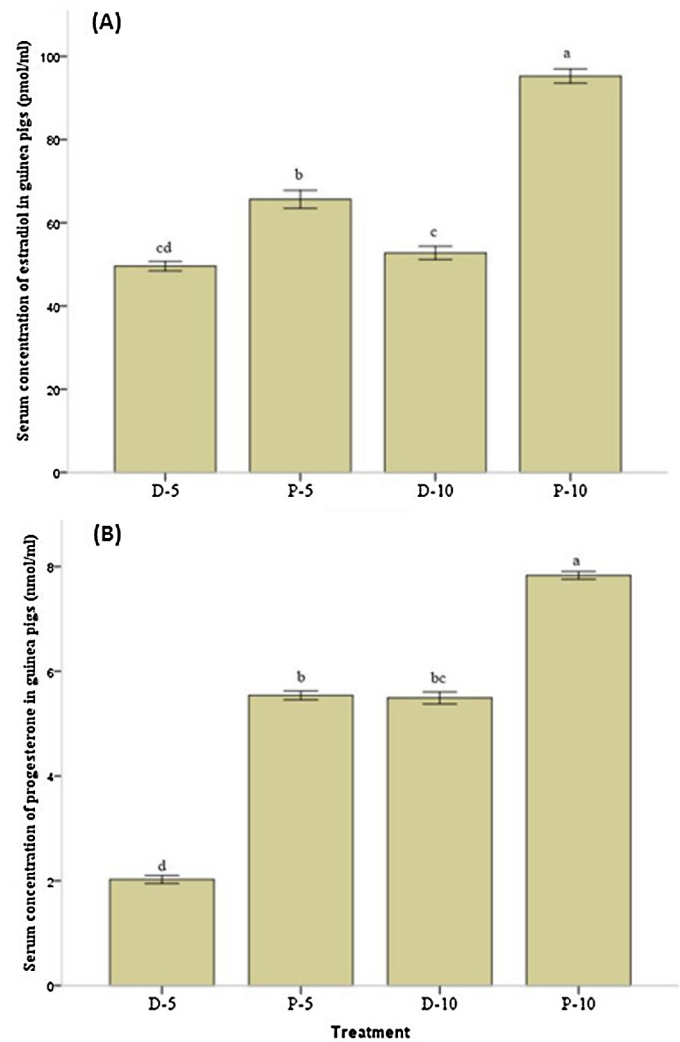 (A)
Serum concentration of estradiol in guinea pigs (pmol/ml)
100
80
60
40
20
0
cd
b
c
a
D-5 P-5 D-10 P-10
(B)
Serum concentration of progesterone in guinea pigs (nmol/ml)
8
6
4
2
0
d
b
bc
a
D-5 P-5 D-10 P-10
Treatment